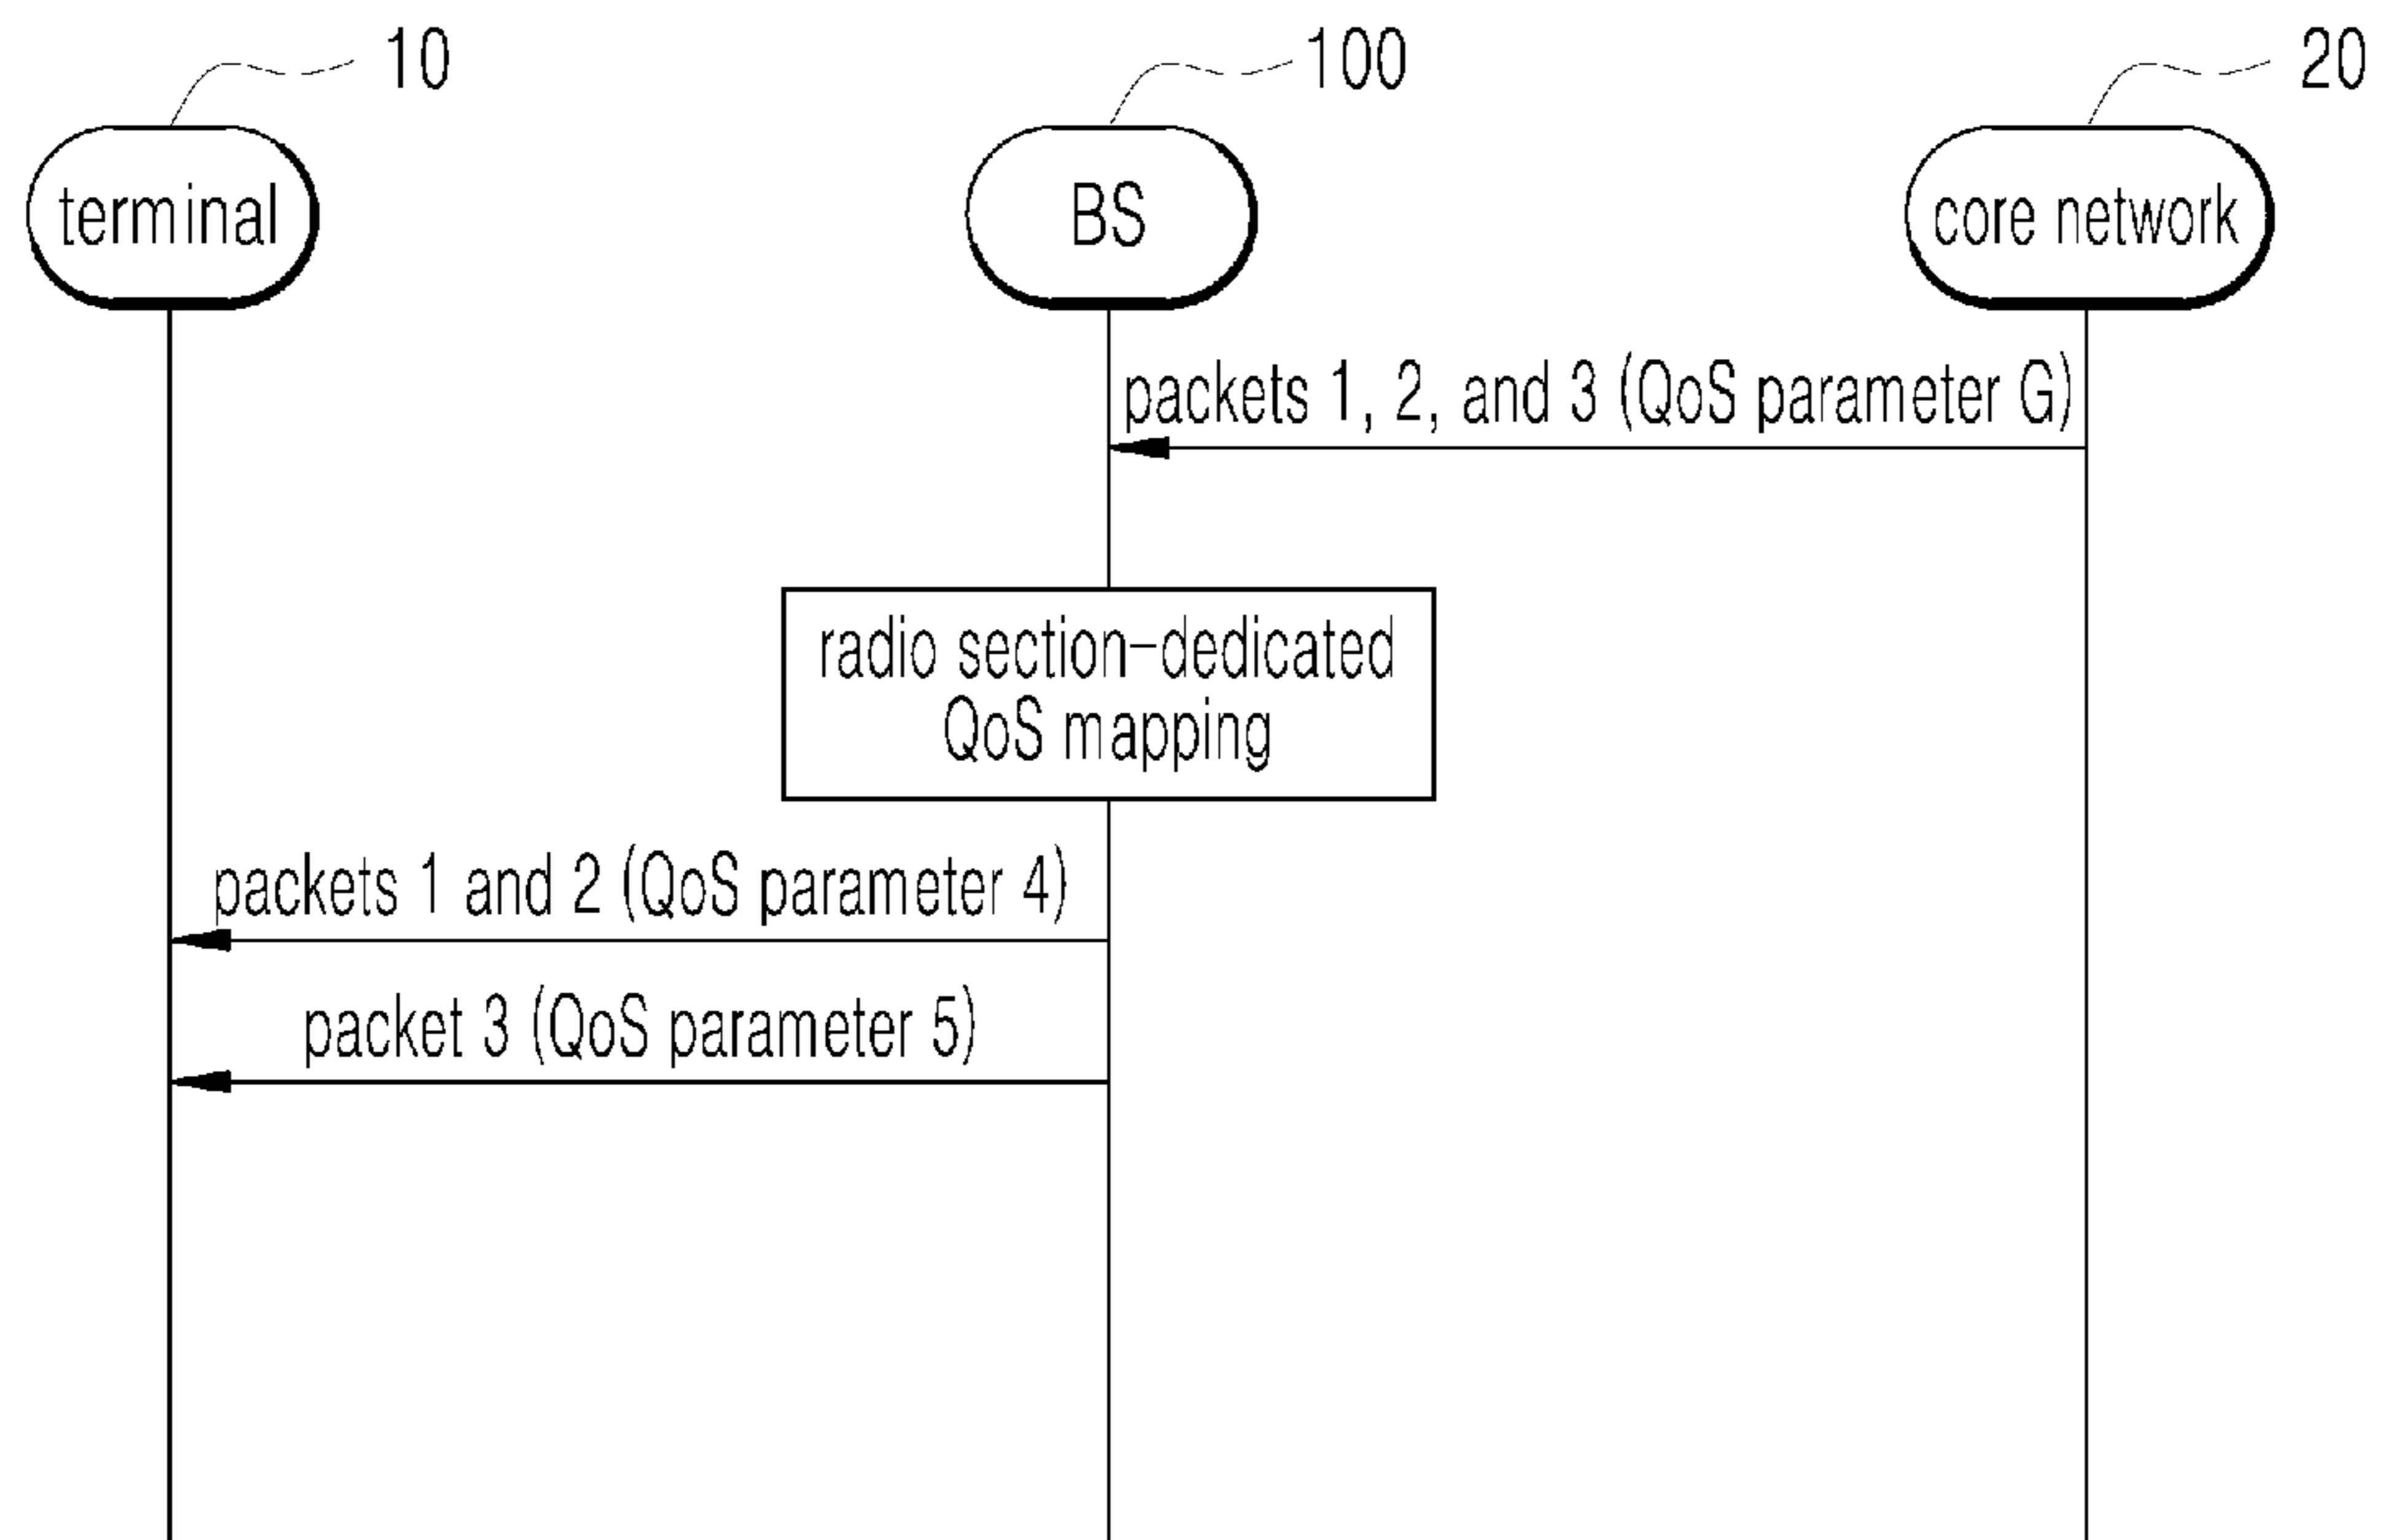 10
100
20
terminal
BS
core network
packets 1, 2, and 3 (QoS parameter G)
radio section-dedicated
QoS mapping
packets 1 and 2 (QoS parameter 4)
packet 3 (QoS parameter 5)